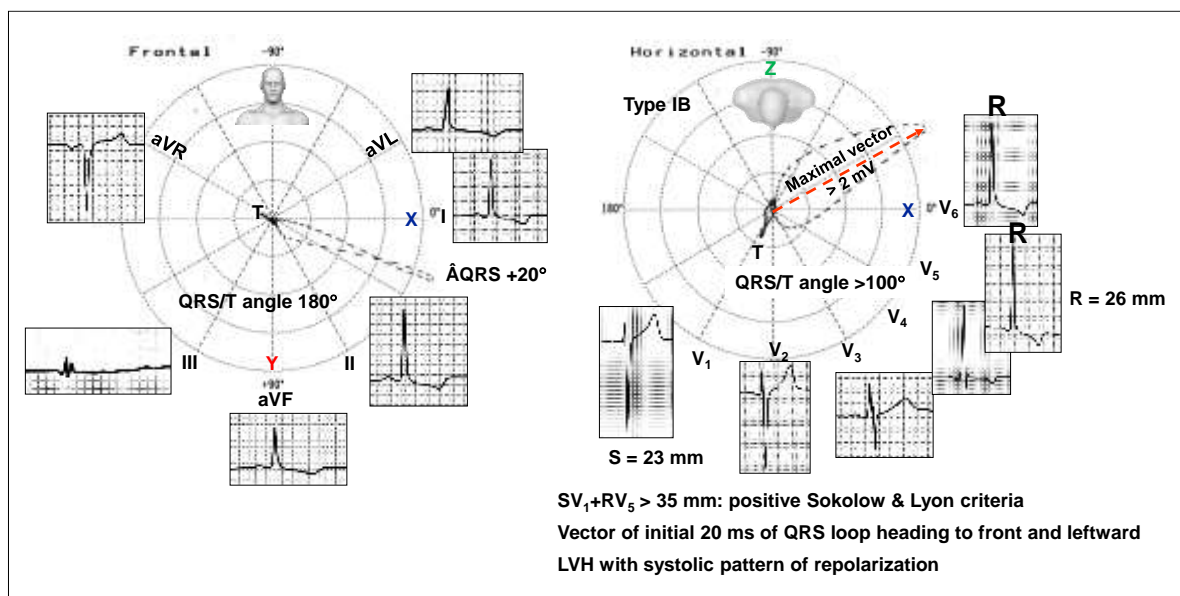 Frontal
-90°
aVR
aVL
T
X
0°
I
ÂQRS +20°
QRS/T angle 180°
III
Y
II
+90°
aVF
Horizontal
-90°
Z
Type IB
R
Maximal vector
> 2 mV
180°
X
0°
V6
T
R
QRS/T angle >100°
V5
R = 26 mm
V4
V1
V2
V3
+90°
S = 23 mm
SV1+RV5 > 35 mm: positive Sokolow & Lyon criteria
Vector of initial 20 ms of QRS loop heading to front and leftward
LVH with systolic pattern of repolarization